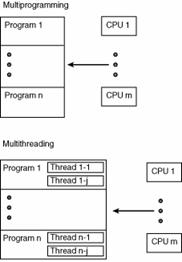 Multiprogramming
Program 1
CPU 1
Program n
CPU m
Multithreading
Program 1
Thread 1-1
Thread 1-j
CPU 1
Program n
Thread n-1
Thread n-j
CPU m